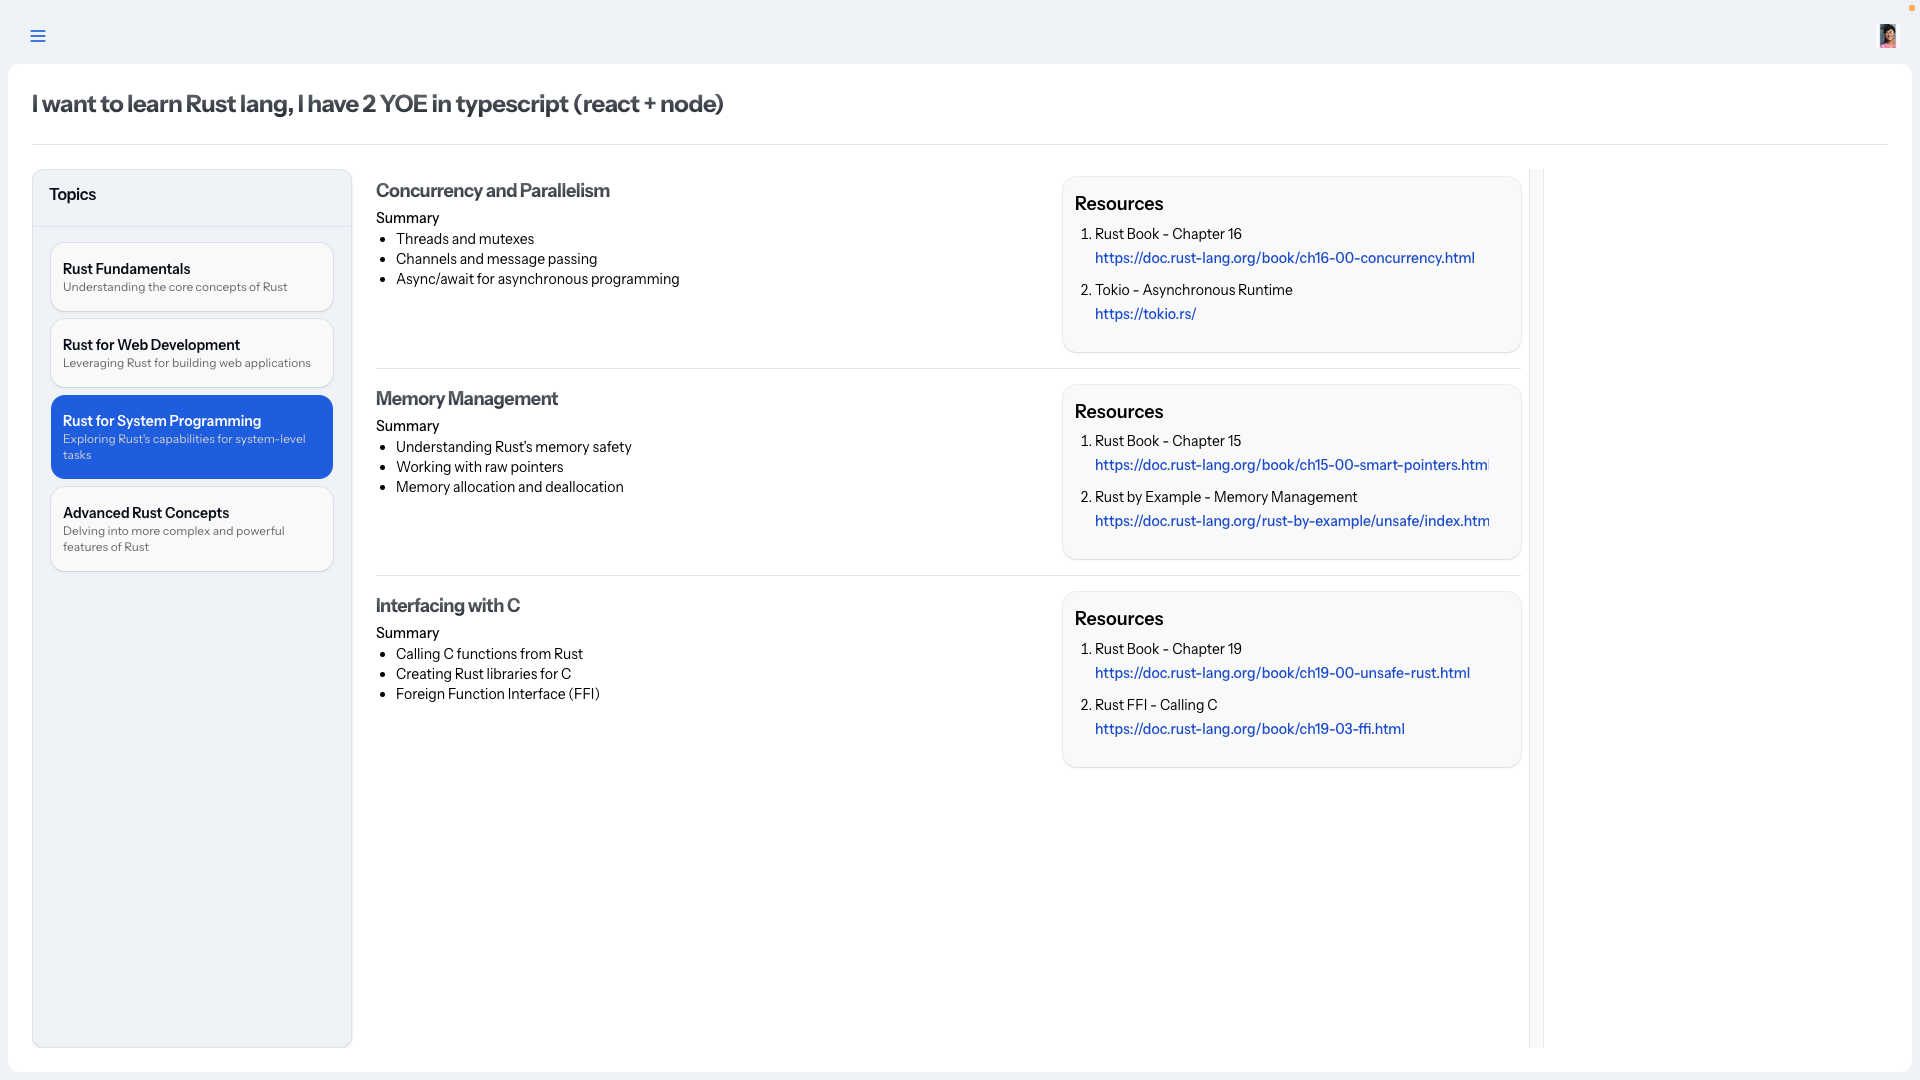 I want to learn Rust lang, I have 2 YOE in typescript (react + node)
Topics
Rust Fundamentals
Understanding the core concepts of Rust
Rust for Web Development
Leveraging Rust for building web applications
Rust for System Programming
Exploring Rust's capabilities for system-level
tasks
Advanced Rust Concepts
Delving into more complex and powerful
features of Rust
Concurrency and Parallelism
Summary
• Threads and mutexes
• Channels and message passing
• Async/await for asynchronous programming
Resources
1. Rust Book - Chapter 16
https://doc.rust-lang.org/book/ch16-00-concurrency.html
2. Tokio - Asynchronous Runtime
https://tokio.rs/
Memory Management
Summary
• Understanding Rust's memory safety
• Working with raw pointers
• Memory allocation and deallocation
Resources
1. Rust Book - Chapter 15
https://doc.rust-lang.org/book/ch15-00-smart-pointers.html
2. Rust by Example - Memory Management
https://doc.rust-lang.org/rust-by-example/unsafe/index.htm
Interfacing with C
Summary
• Calling C functions from Rust
• Creating Rust libraries for C
• Foreign Function Interface (FFI)
Resources
1. Rust Book - Chapter 19
https://doc.rust-lang.org/book/ch19-00-unsafe-rust.html
2. Rust FFI - Calling C
https://doc.rust-lang.org/book/ch19-03-ffi.html